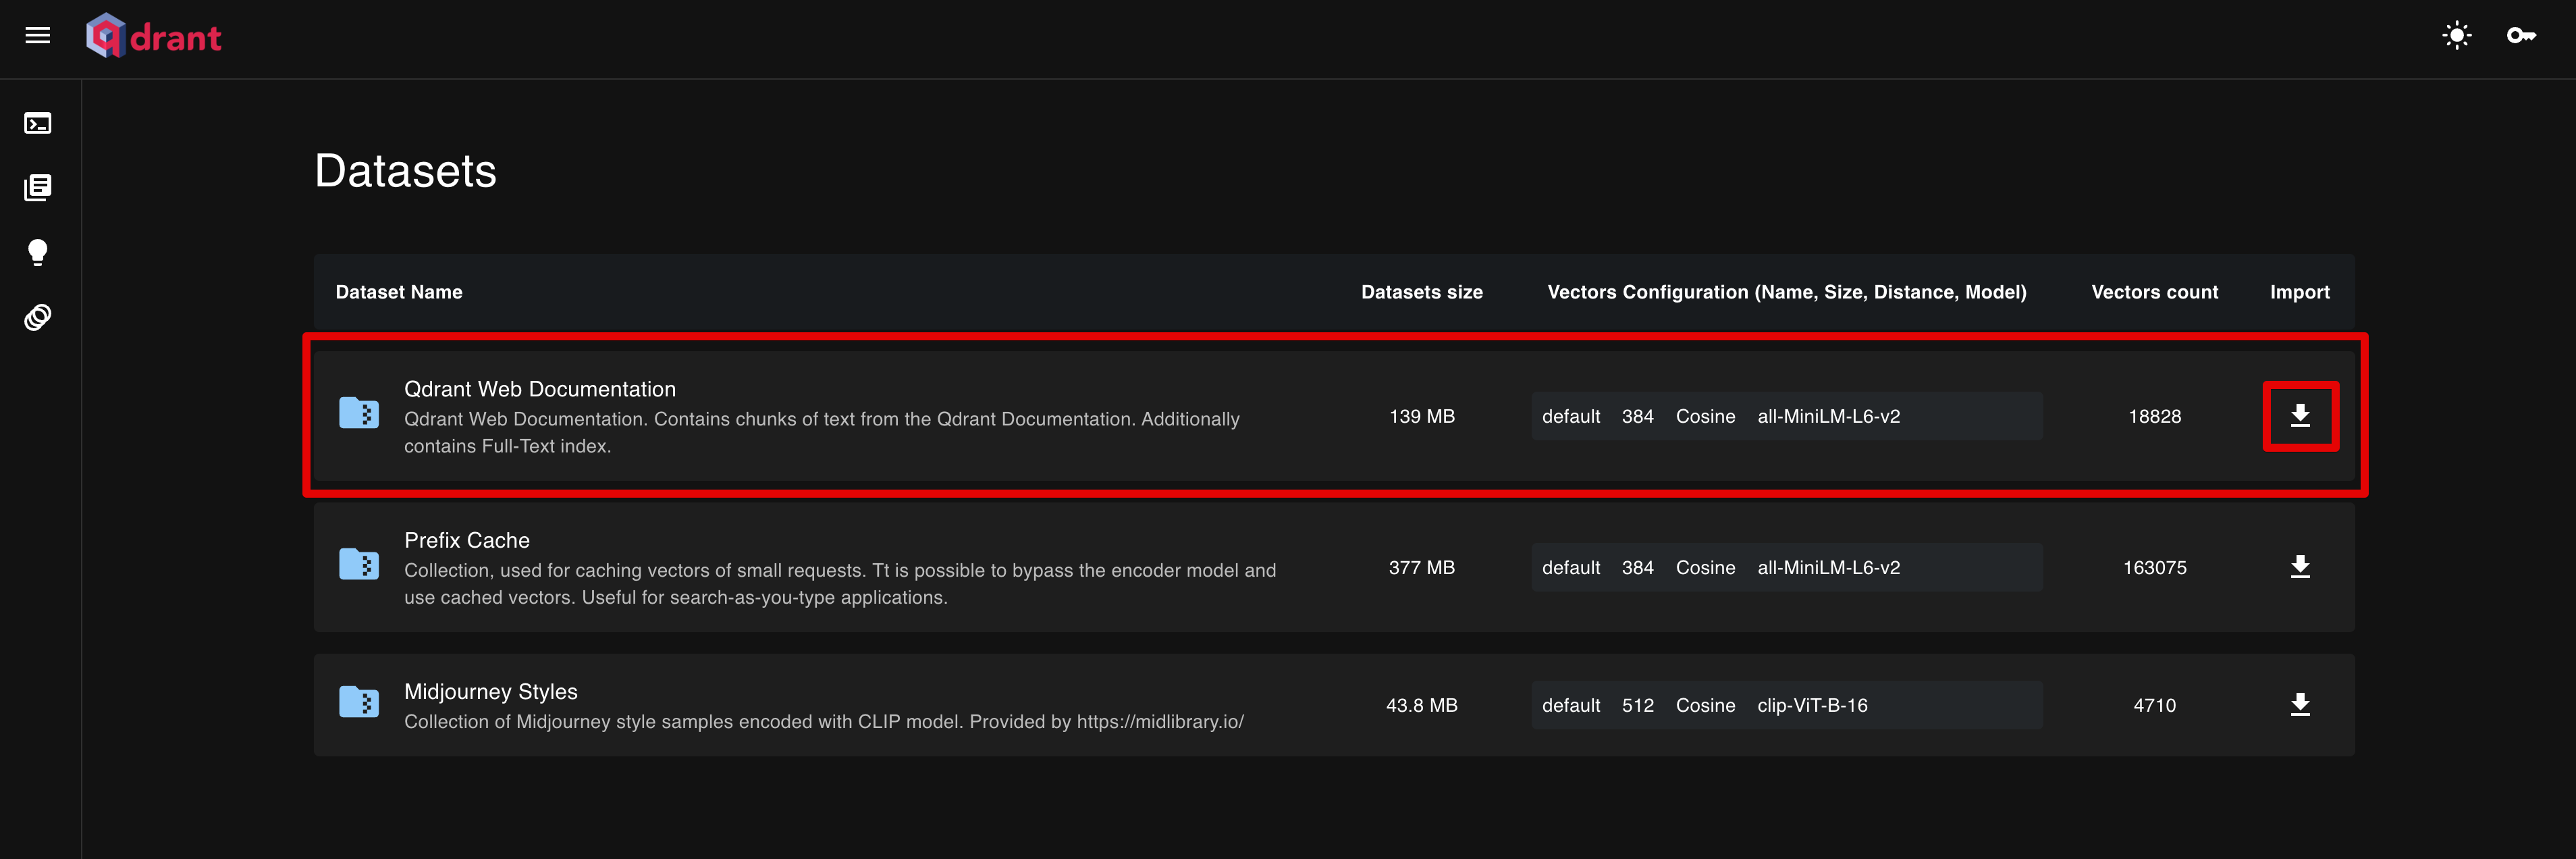 qdrant
Datasets
Dataset Name Datasets size Vectors Configuration (Name, Size, Distance, Model) Vectors count Import
Qdrant Web Documentation
Qdrant Web Documentation. Contains chunks of text from the Qdrant Documentation. Additionally
contains Full-Text index.
139 MB default 384 Cosine all-MiniLM-L6-v2 18828
Prefix Cache
Collection, used for caching vectors of small requests. Tt is possible to bypass the encoder model and
use cached vectors. Useful for search-as-you-type applications.
377 MB default 384 Cosine all-MiniLM-L6-v2 163075
Midjourney Styles
Collection of Midjourney style samples encoded with CLIP model. Provided by https://midlibrary.io/
43.8 MB default 512 Cosine clip-ViT-B-16 4710